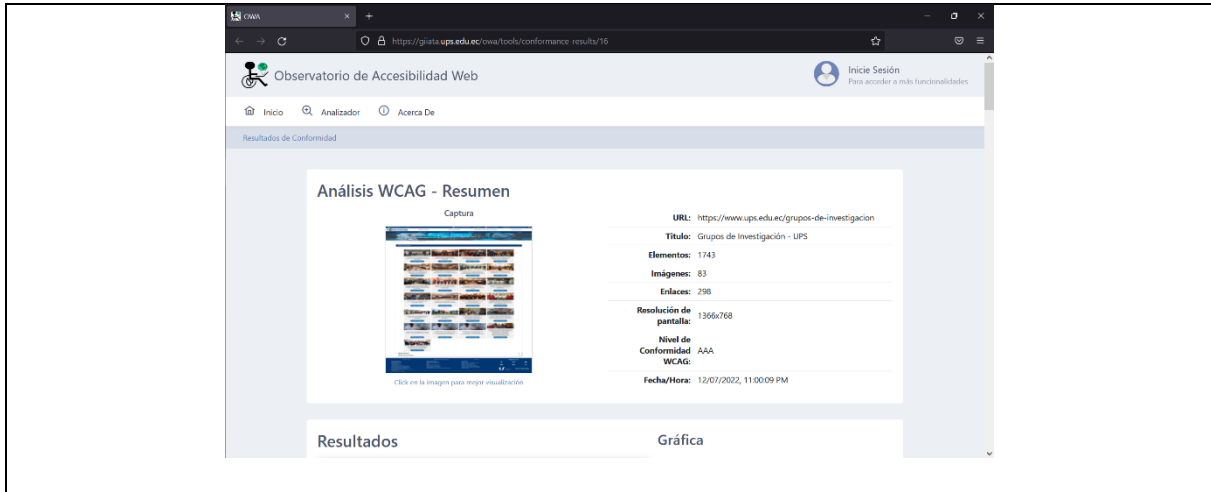 OWA
https://giiata.ups.edu.ec/owa/tools/conformance-results/16
Observatorio de Accesibilidad Web
Inicie Sesión
Para acceder a más funcionalidades
Inicio Analizador Acerca De
Resultados de Conformidad
Análisis WCAG - Resumen
Captura
Click en la imagen para mejor visualización
URL: https://www.ups.edu.ec/grupos-de-investigacion
Titulo: Grupos de Investigación - UPS
Elementos: 1743
Imágenes: 83
Enlaces: 298
Resolución de
pantalla: 1366x768
Nivel de
Conformidad AAA
WCAG:
Fecha/Hora: 12/07/2022, 11:00:09 PM
Resultados
Gráfica